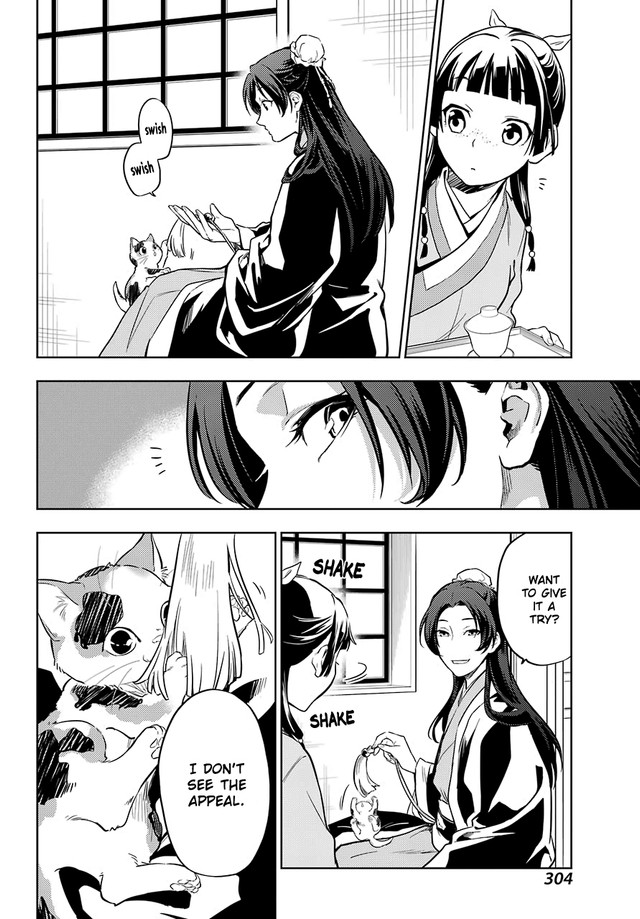 swish
swish
SHAKE
WANT
TO GIVE
IT A
TRY?
SHAKE
I DON'T
SEE THE
APPEAL.
304